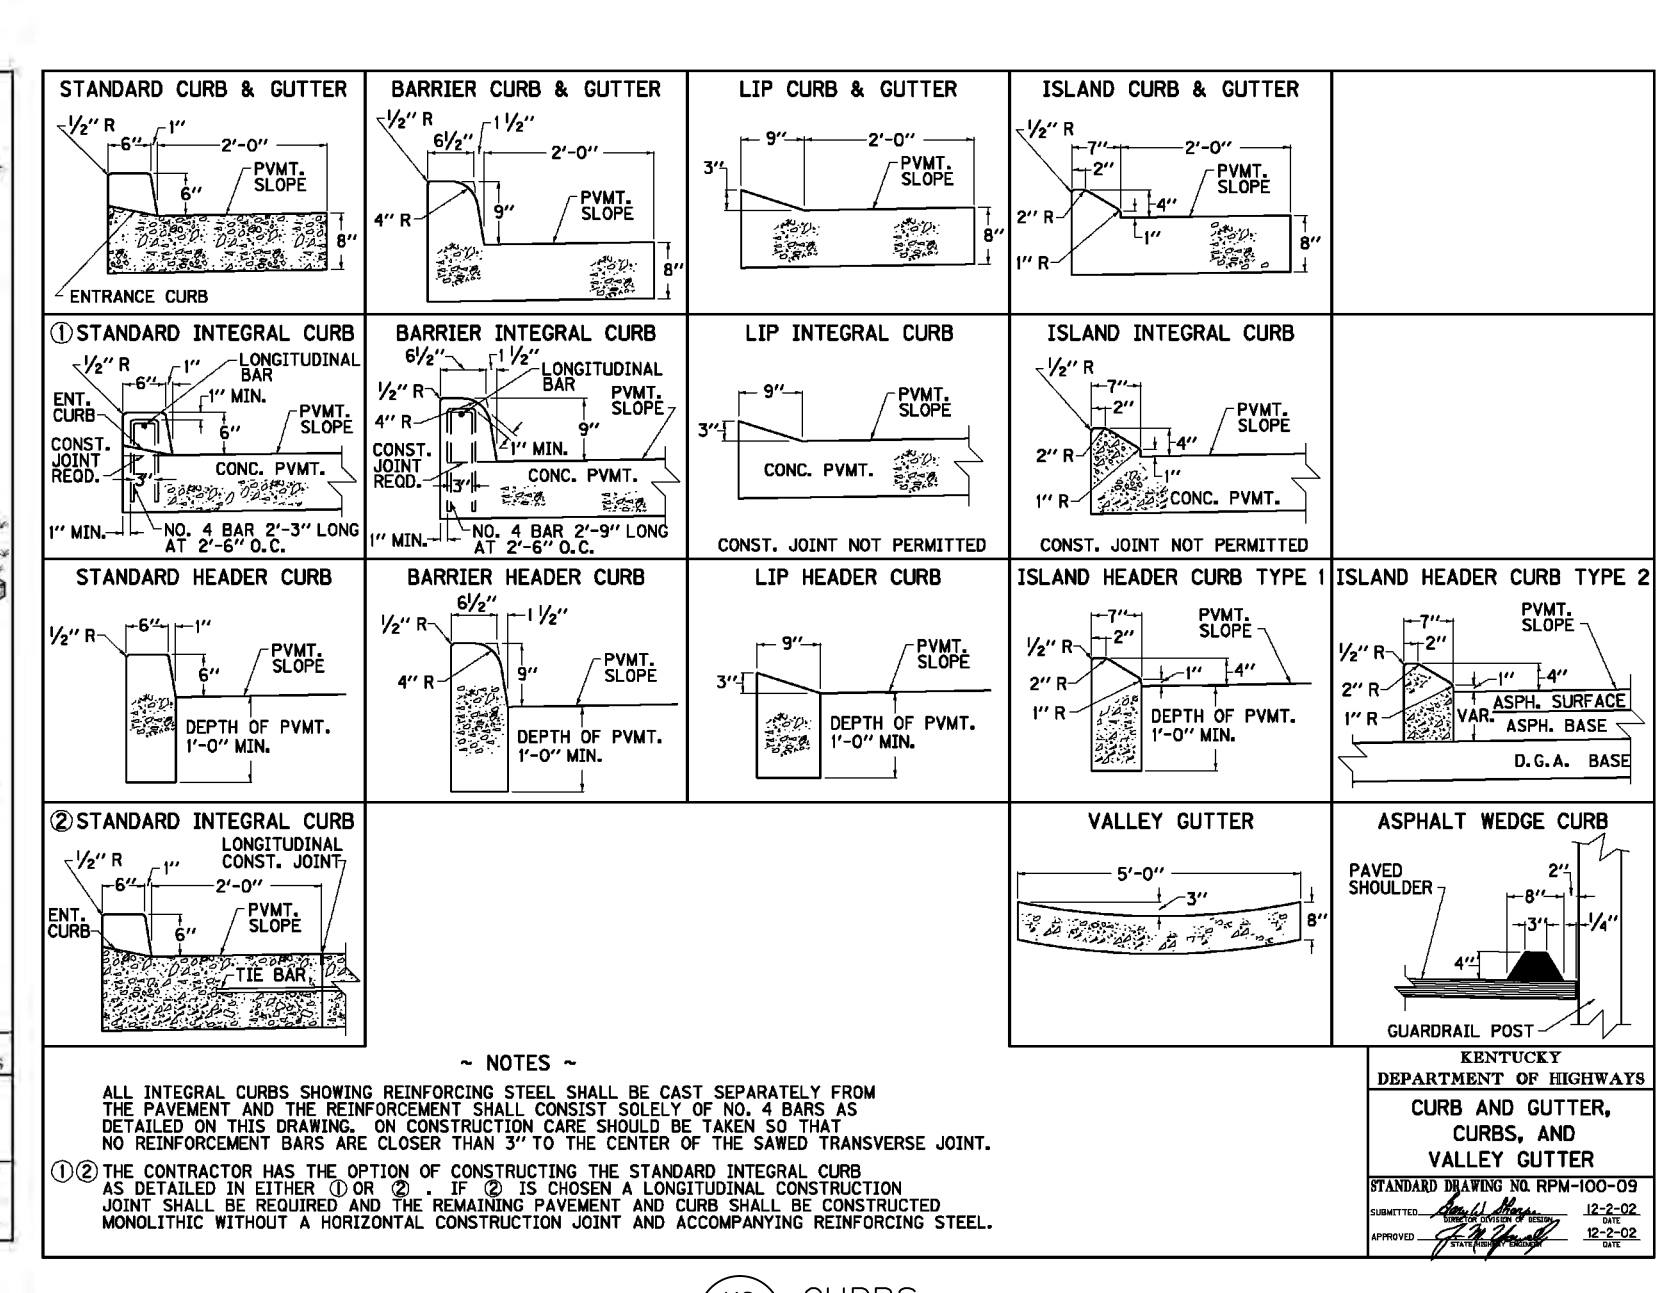 STANDARD CURB & GUTTER
1/2" R
1"
6"
2'-0"
PVMT.
SLOPE
6"
8"
ENTRANCE CURB
BARRIER CURB & GUTTER
1/2" R
6 1/2"
1 1/2"
2'-0"
4" R
9"
PVMT.
SLOPE
8"
LIP CURB & GUTTER
9"
2'-0"
3"
PVMT.
SLOPE
8"
ISLAND CURB & GUTTER
1/2" R
7"
2'-0"
2"
PVMT.
SLOPE
2" R
4"
1"
1" R
8"
① STANDARD INTEGRAL CURB
1/2" R
1"
LONGITUDINAL
BAR
6"
1" MIN.
ENT.
CURB
PVMT.
SLOPE
6"
CONST.
JOINT
REQD.
3"
CONC. PVMT.
1" MIN.
NO. 4 BAR 2'-3" LONG
AT 2'-6" O.C.
BARRIER INTEGRAL CURB
6 1/2"
1 1/2"
LONGITUDINAL
BAR
1/2" R
PVMT.
SLOPE
4" R
9"
1" MIN.
CONST.
JOINT
REQD.
3"
CONC. PVMT.
1" MIN.
NO. 4 BAR 2'-9" LONG
AT 2'-6" O.C.
LIP INTEGRAL CURB
9"
PVMT.
SLOPE
3"
CONC. PVMT.
CONST. JOINT NOT PERMITTED
ISLAND INTEGRAL CURB
1/2" R
7"
2"
PVMT.
SLOPE
4"
2" R
1"
1" R
CONC. PVMT.
CONST. JOINT NOT PERMITTED
STANDARD HEADER CURB
6"
1"
1/2" R
PVMT.
SLOPE
6"
DEPTH OF PVMT.
1'-0" MIN.
BARRIER HEADER CURB
6 1/2"
1 1/2"
1/2" R
PVMT.
SLOPE
4" R
9"
DEPTH OF PVMT.
1'-0" MIN.
LIP HEADER CURB
9"
PVMT.
SLOPE
3"
DEPTH OF PVMT.
1'-0" MIN.
ISLAND HEADER CURB TYPE 1
7"
PVMT.
SLOPE
2"
1/2" R
1"
4"
2" R
1" R
DEPTH OF PVMT.
1'-0" MIN.
ISLAND HEADER CURB TYPE 2
PVMT.
SLOPE
7"
2"
1/2" R
1"
4"
2" R
ASPH. SURFACE
1" R
VAR.
ASPH. BASE
D.G.A. BASE
② STANDARD INTEGRAL CURB
LONGITUDINAL
CONST. JOINT
1/2" R
1"
6"
2'-0"
ENT.
CURB
PVMT.
SLOPE
6"
TIE BAR
VALLEY GUTTER
5'-0"
3"
8"
ASPHALT WEDGE CURB
PAVED
SHOULDER
2"
8"
3"
1/4"
4"
GUARDRAIL POST
~ NOTES ~
ALL INTEGRAL CURBS SHOWING REINFORCING STEEL SHALL BE CAST SEPARATELY FROM
THE PAVEMENT AND THE REINFORCEMENT SHALL CONSIST SOLELY OF NO. 4 BARS AS
DETAILED ON THIS DRAWING. ON CONSTRUCTION CARE SHOULD BE TAKEN SO THAT
NO REINFORCEMENT BARS ARE CLOSER THAN 3" TO THE CENTER OF THE SAWED TRANSVERSE JOINT.
①② THE CONTRACTOR HAS THE OPTION OF CONSTRUCTING THE STANDARD INTEGRAL CURB
AS DETAILED IN EITHER ① OR ② . IF ② IS CHOSEN A LONGITUDINAL CONSTRUCTION
JOINT SHALL BE REQUIRED AND THE REMAINING PAVEMENT AND CURB SHALL BE CONSTRUCTED
MONOLITHIC WITHOUT A HORIZONTAL CONSTRUCTION JOINT AND ACCOMPANYING REINFORCING STEEL.
KENTUCKY
DEPARTMENT OF HIGHWAYS
CURB AND GUTTER,
CURBS, AND
VALLEY GUTTER
STANDARD DRAWING NO. RPM-100-09
SUBMITTED
DIRECTOR DIVISION OF DESIGN
12-2-02
DATE
APPROVED
STATE HIGHWAY ENGINEER
12-2-02
DATE